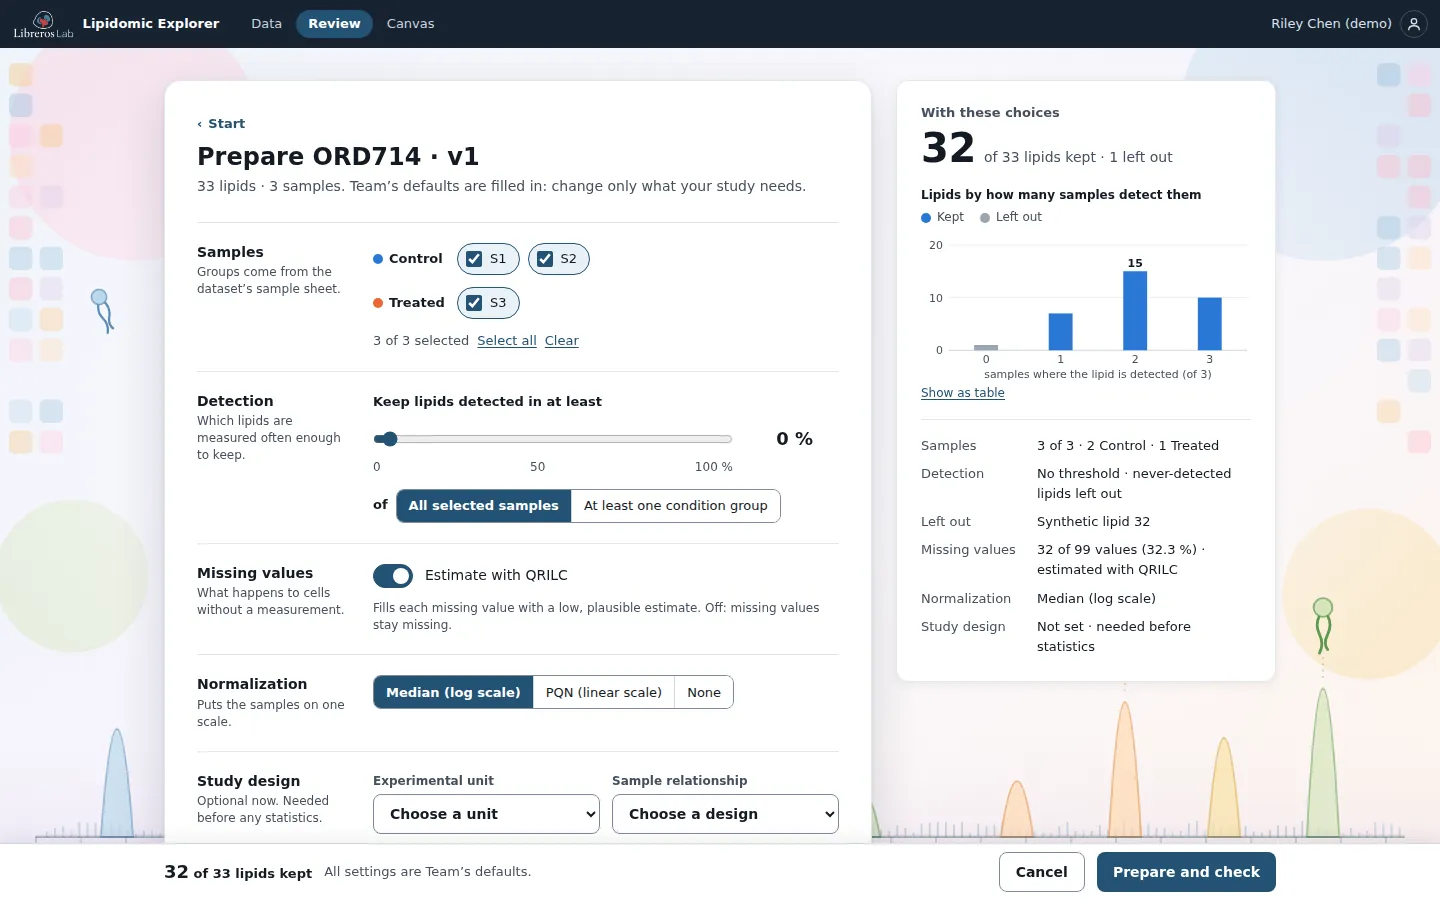 Libreros Lab
Lipidomic Explorer
Data
Review
Canvas
Riley Chen (demo)
‹ Start
Prepare ORD714 · v1
33 lipids · 3 samples. Team’s defaults are filled in: change only what your study needs.
Samples
Groups come from the
dataset’s sample sheet.
Control
S1
S2
Treated
S3
3 of 3 selected Select all Clear
Detection
Which lipids are
measured often enough
to keep.
Keep lipids detected in at least
0 %
0 50 100 %
of
All selected samples
At least one condition group
Missing values
What happens to cells
without a measurement.
Estimate with QRILC
Fills each missing value with a low, plausible estimate. Off: missing values
stay missing.
Normalization
Puts the samples on one
scale.
Median (log scale)
PQN (linear scale)
None
Study design
Optional now. Needed
before any statistics.
Experimental unit
Choose a unit
Sample relationship
Choose a design
With these choices
32 of 33 lipids kept · 1 left out
Lipids by how many samples detect them
Kept
Left out
20
15
10
0
0 1 2 3
samples where the lipid is detected (of 3)
Show as table
Samples 3 of 3 · 2 Control · 1 Treated
Detection No threshold · never-detected
lipids left out
Left out Synthetic lipid 32
Missing values 32 of 99 values (32.3 %) ·
estimated with QRILC
Normalization Median (log scale)
Study design Not set · needed before
statistics
32 of 33 lipids kept All settings are Team’s defaults.
Cancel
Prepare and check